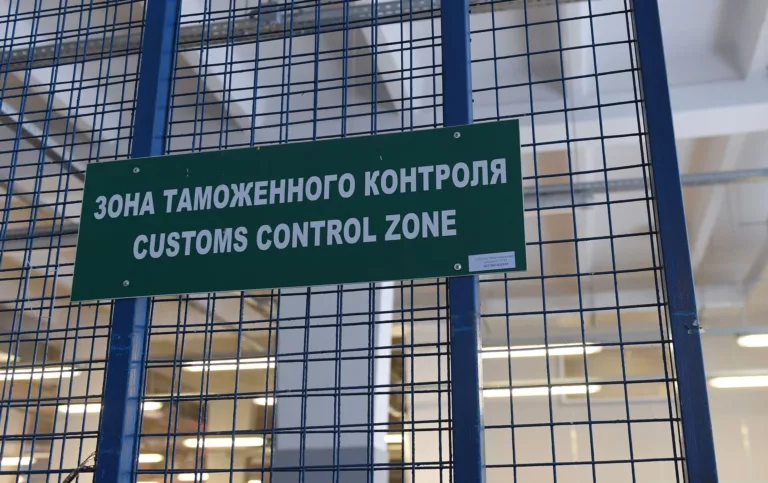 ЗОНА ТАМОЖЕННОГО КОНТРОЛЯ
CUSTOMS CONTROL ZONE